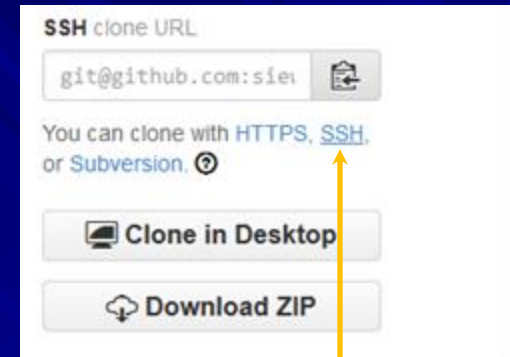 SSH clone URL
git@github.com:siev
You can clone with HTTPS, SSH,
or Subversion.
Clone in Desktop
Download ZIP